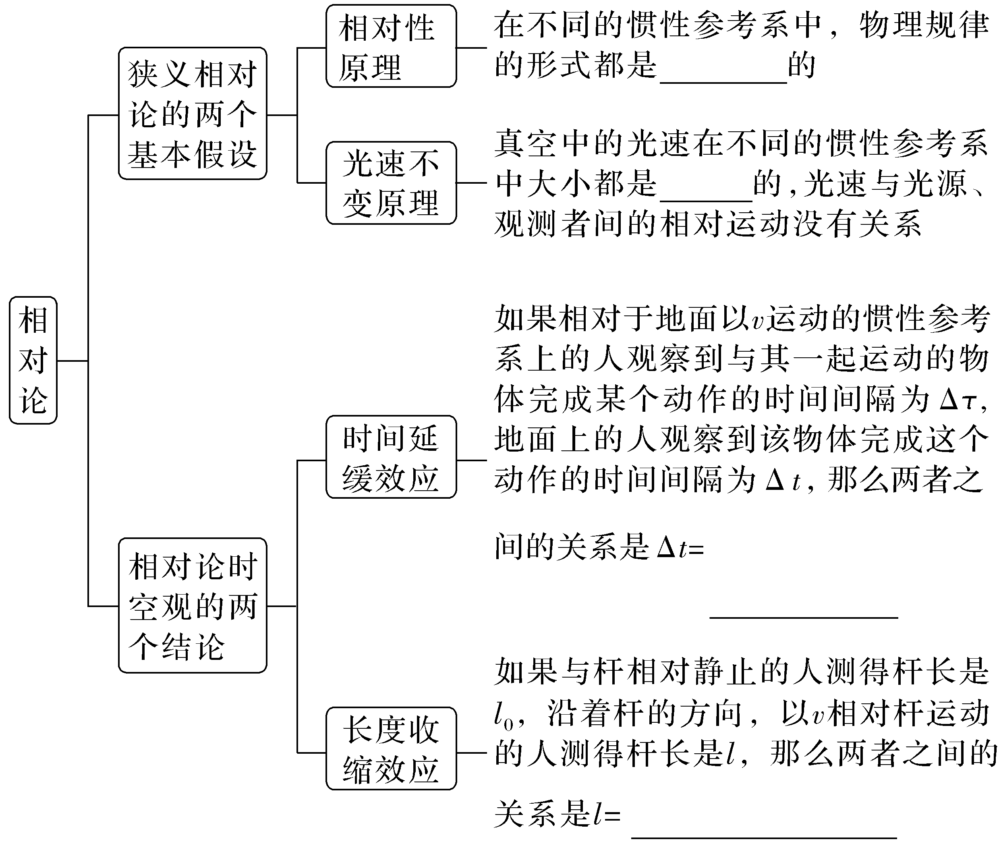 相对论
狭义相对
论的两个
基本假设
相对性
原理
在不同的惯性参考系中，物理规律
的形式都是________的
光速不
变原理
真空中的光速在不同的惯性参考系
中大小都是______的，光速与光源、
观测者间的相对运动没有关系
相对论时
空观的两
个结论
时间延
缓效应
如果相对于地面以v运动的惯性参考
系上的人观察到与其一起运动的物
体完成某个动作的时间间隔为Δτ，
地面上的人观察到该物体完成这个
动作的时间间隔为Δt，那么两者之
间的关系是Δt=
____________
长度收
缩效应
如果与杆相对静止的人测得杆长是
l₀，沿着杆的方向，以v相对杆运动
的人测得杆长是l，那么两者之间的
关系是l=________________